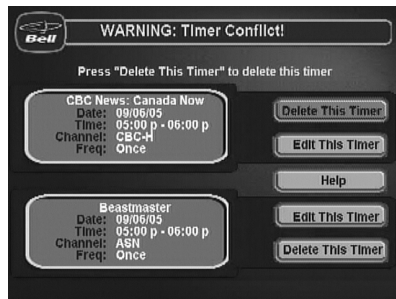 Bell
WARNING: Timer Conflict!
Press "Delete This Timer" to delete this timer
CBC News: Canada Now
Date: 09/06/05
Time: 05:00 p - 06:00 p
Channel: CBC-H
Freq: Once
Delete This Timer
Edit This Timer
Help
Beastmaster
Date: 09/06/05
Time: 05:00 p - 06:00 p
Channel: ASN
Freq: Once
Edit This Timer
Delete This Timer